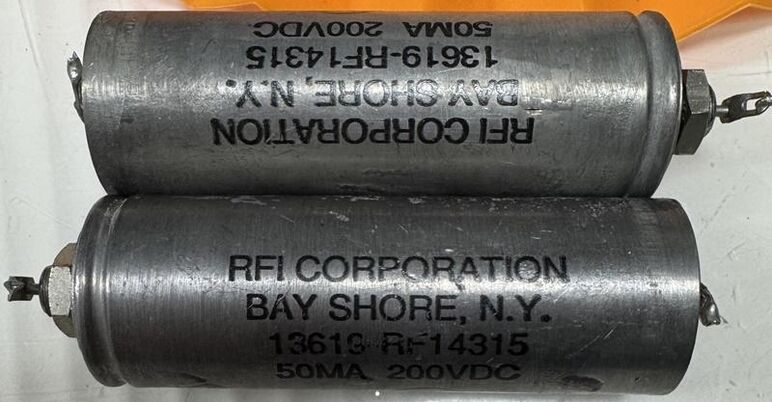 50MA 200VDC
13619-RF14315
BAY SHORE, N.Y.
RFI CORPORATION
RFI CORPORATION
BAY SHORE, N.Y.
13619-RF14315
50MA 200VDC